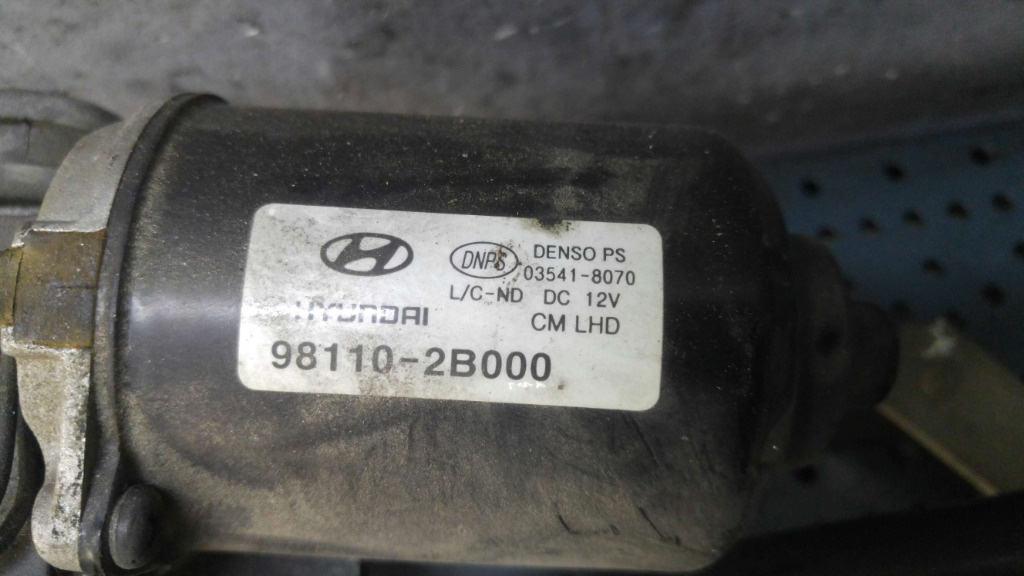 DNPS DENSO PS
03541-8070
L/C-ND DC 12V
HYUNDAI CM LHD
98110-2B000